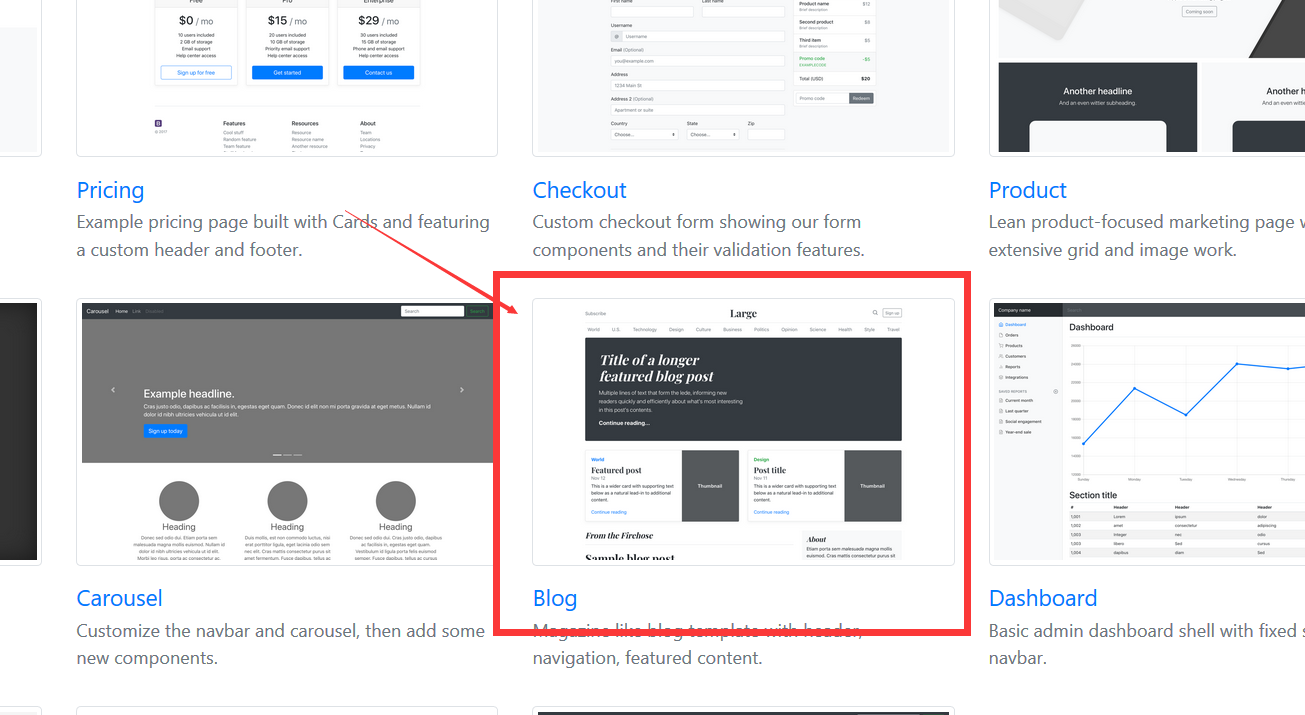 Free
Pro
Enterprise
$0 / mo
$15 / mo
$29 / mo
10 users included
20 users included
30 users included
2 GB of storage
10 GB of storage
15 GB of storage
Email support
Priority email support
Phone and email support
Help center access
Help center access
Help center access
Sign up for free
Get started
Contact us
B
© 2017
Features
Resources
About
Cool stuff
Resource
Team
Random feature
Resource name
Locations
Team feature
Another resource
Privacy
First name
Last name
Username
@ Username
Email (Optional)
you@example.com
Address
1234 Main St
Address 2 (Optional)
Apartment or suite
Country
State
Zip
Choose...
Choose...
Product name $12
Brief description
Second product $8
Brief description
Third item $5
Brief description
Promo code -$5
EXAMPLECODE
Total (USD) $20
Promo code Redeem
Coming soon
Another headline
And an even wittier subheading.
Another h
And an even witt
Pricing
Example pricing page built with Cards and featuring
a custom header and footer.
Checkout
Custom checkout form showing our form
components and their validation features.
Product
Lean product-focused marketing page w
extensive grid and image work.
Carousel Home Link Disabled Search Search
Example headline.
Cras justo odio, dapibus ac facilisis in, egestas eget quam. Donec id elit non mi porta gravida at eget metus. Nullam id
dolor id nibh ultricies vehicula ut id elit.
Sign up today
Heading
Heading
Heading
Subscribe Large Sign up
World U.S. Technology Design Culture Business Politics Opinion Science Health Style Travel
Title of a longer
featured blog post
Multiple lines of text that form the lede, informing new
readers quickly and efficiently about what's most interesting
in this post's contents.
Continue reading...
World
Featured post
Nov 12
This is a wider card with supporting text
below as a natural lead-in to additional
content.
Continue reading
Thumbnail
Design
Post title
Nov 11
This is a wider card with supporting text
below as a natural lead-in to additional
content.
Continue reading
Thumbnail
From the Firehose
Sample blog post
About
Etiam porta sem malesuada magna mollis
euismod. Cras mattis consectetur purus sit
amet fermentum. Aenean lacinia bibendum
Company name Search
Dashboard
Orders
Products
Customers
Reports
Integrations
SAVED REPORTS
Current month
Last quarter
Social engagement
Year-end sale
Dashboard
Sunday Monday Tuesday Wednesday Thursday
Section title
# Header Header Header
1,001 Lorem ipsum dolor
1,002 amet consectetur adipiscing
1,003 Integer nec odio
1,003 libero Sed cursus
1,004 dapibus diam Sed
Carousel
Customize the navbar and carousel, then add some
new components.
Blog
Magazine like blog template with header,
navigation, featured content.
Dashboard
Basic admin dashboard shell with fixed s
navbar.